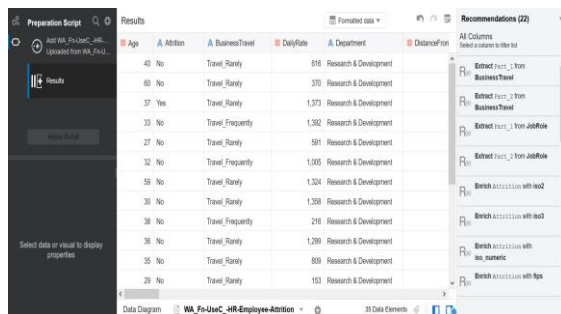 Preparation Script
Add WA_Fn-UseC_-HR-...
Uploaded from WA_Fn-U...
Results
Apply Script
Select data or visual to display
properties
Results
Formatted data
Age Attrition BusinessTravel DailyRate Department DistanceFron
40 No Travel_Rarely 616 Research & Development
60 No Travel_Rarely 370 Research & Development
37 Yes Travel_Rarely 1,373 Research & Development
33 No Travel_Frequently 1,392 Research & Development
27 No Travel_Rarely 591 Research & Development
32 No Travel_Frequently 1,005 Research & Development
59 No Travel_Rarely 1,324 Research & Development
30 No Travel_Rarely 1,358 Research & Development
38 No Travel_Frequently 216 Research & Development
36 No Travel_Rarely 1,299 Research & Development
35 No Travel_Rarely 809 Research & Development
29 No Travel_Rarely 153 Research & Development
Data Diagram WA_Fn-UseC_-HR-Employee-Attrition 35 Data Elements
Recommendations (22)
All Columns
Select a column to filter list
Extract Part_1 from
BusinessTravel
Extract Part_2 from
BusinessTravel
Extract Part_1 from JobRole
Extract Part_2 from JobRole
Enrich Attrition with iso2
Enrich Attrition with iso3
Enrich Attrition with
iso_numeric
Enrich Attrition with fips